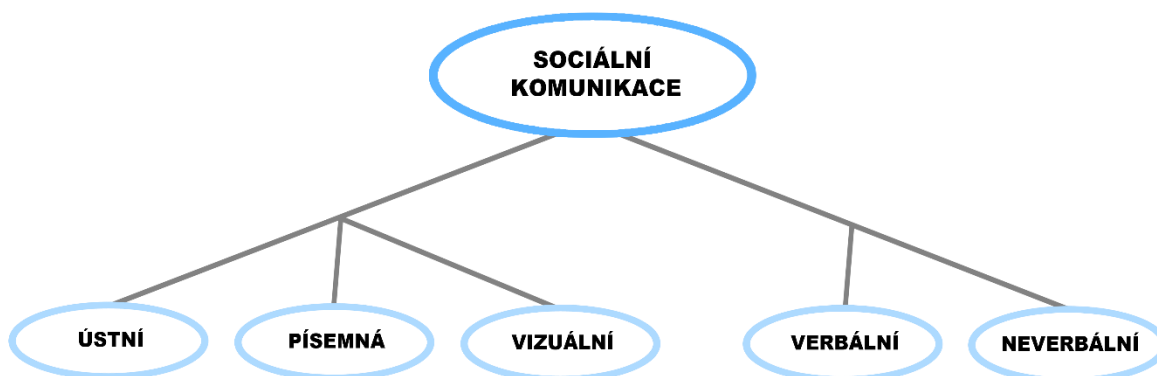 SOCIÁLNÍ
KOMUNIKACE
ÚSTNÍ
PÍSEMNÁ
VIZUÁLNÍ
VERBÁLNÍ
NEVERBÁLNÍ